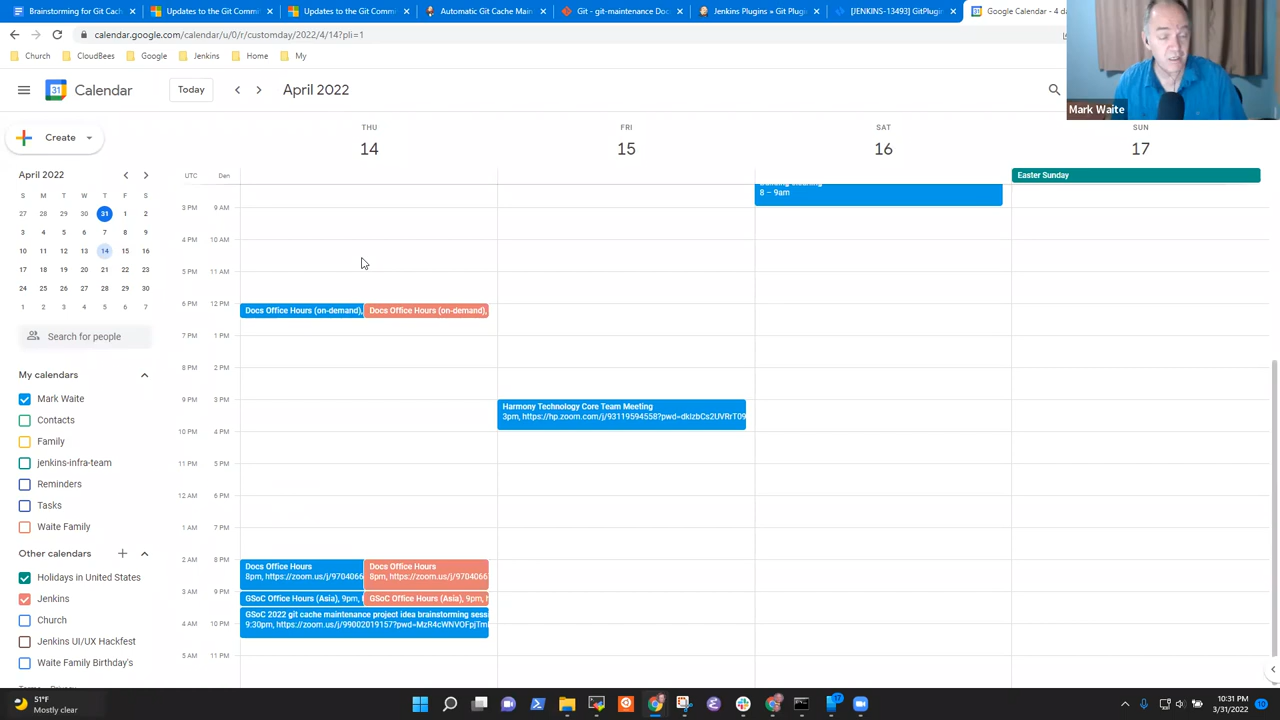 Brainstorming for Git Cach
Updates to the Git Commi
Updates to the Git Comm
Automatic Git Cache Main
Git - git-maintenance Doc
Jenkins Plugins » Git Plugi
[JENKINS-13493] GitPlugin
Google Calendar - 4 da
calendar.google.com/calendar/u/0/r/customday/2022/4/14?pli=1
Church
CloudBees
Google
Jenkins
Home
My
Calendar
Today
April 2022
Mark Waite
Create
THU
14
FRI
15
SAT
16
SUN
17
UTC
Den
Easter Sunday
8 – 9am
April 2022
S M T W T F S
27 28 29 30 31 1 2
3 4 5 6 7 8 9
10 11 12 13 14 15 16
17 18 19 20 21 22 23
24 25 26 27 28 29 30
1 2 3 4 5 6 7
Search for people
My calendars
Mark Waite
Contacts
Family
jenkins-infra-team
Reminders
Tasks
Waite Family
Other calendars
Holidays in United States
Jenkins
Church
Jenkins UI/UX Hackfest
Waite Family Birthday's
3 PM 9 AM
4 PM 10 AM
5 PM 11 AM
6 PM 12 PM
7 PM 1 PM
8 PM 2 PM
9 PM 3 PM
10 PM 4 PM
11 PM 5 PM
12 AM 6 PM
1 AM 7 PM
2 AM 8 PM
3 AM 9 PM
4 AM 10 PM
5 AM 11 PM
Docs Office Hours (on-demand),
Docs Office Hours (on-demand),
Harmony Technology Core Team Meeting
3pm, https://hp.zoom.com/j/93119594558?pwd=dklzbCs2UVRrT09
Docs Office Hours
8pm, https://zoom.us/j/9704066
Docs Office Hours
8pm, https://zoom.us/j/9704066
GSoC Office Hours (Asia), 9pm,
GSoC Office Hours (Asia), 9pm,
GSoC 2022 git cache maintenance project idea brainstorming sess
9:30pm, https://zoom.us/j/99002019157?pwd=MzR4cWNVOFpjTm
51°F
Mostly clear
10:31 PM
3/31/2022